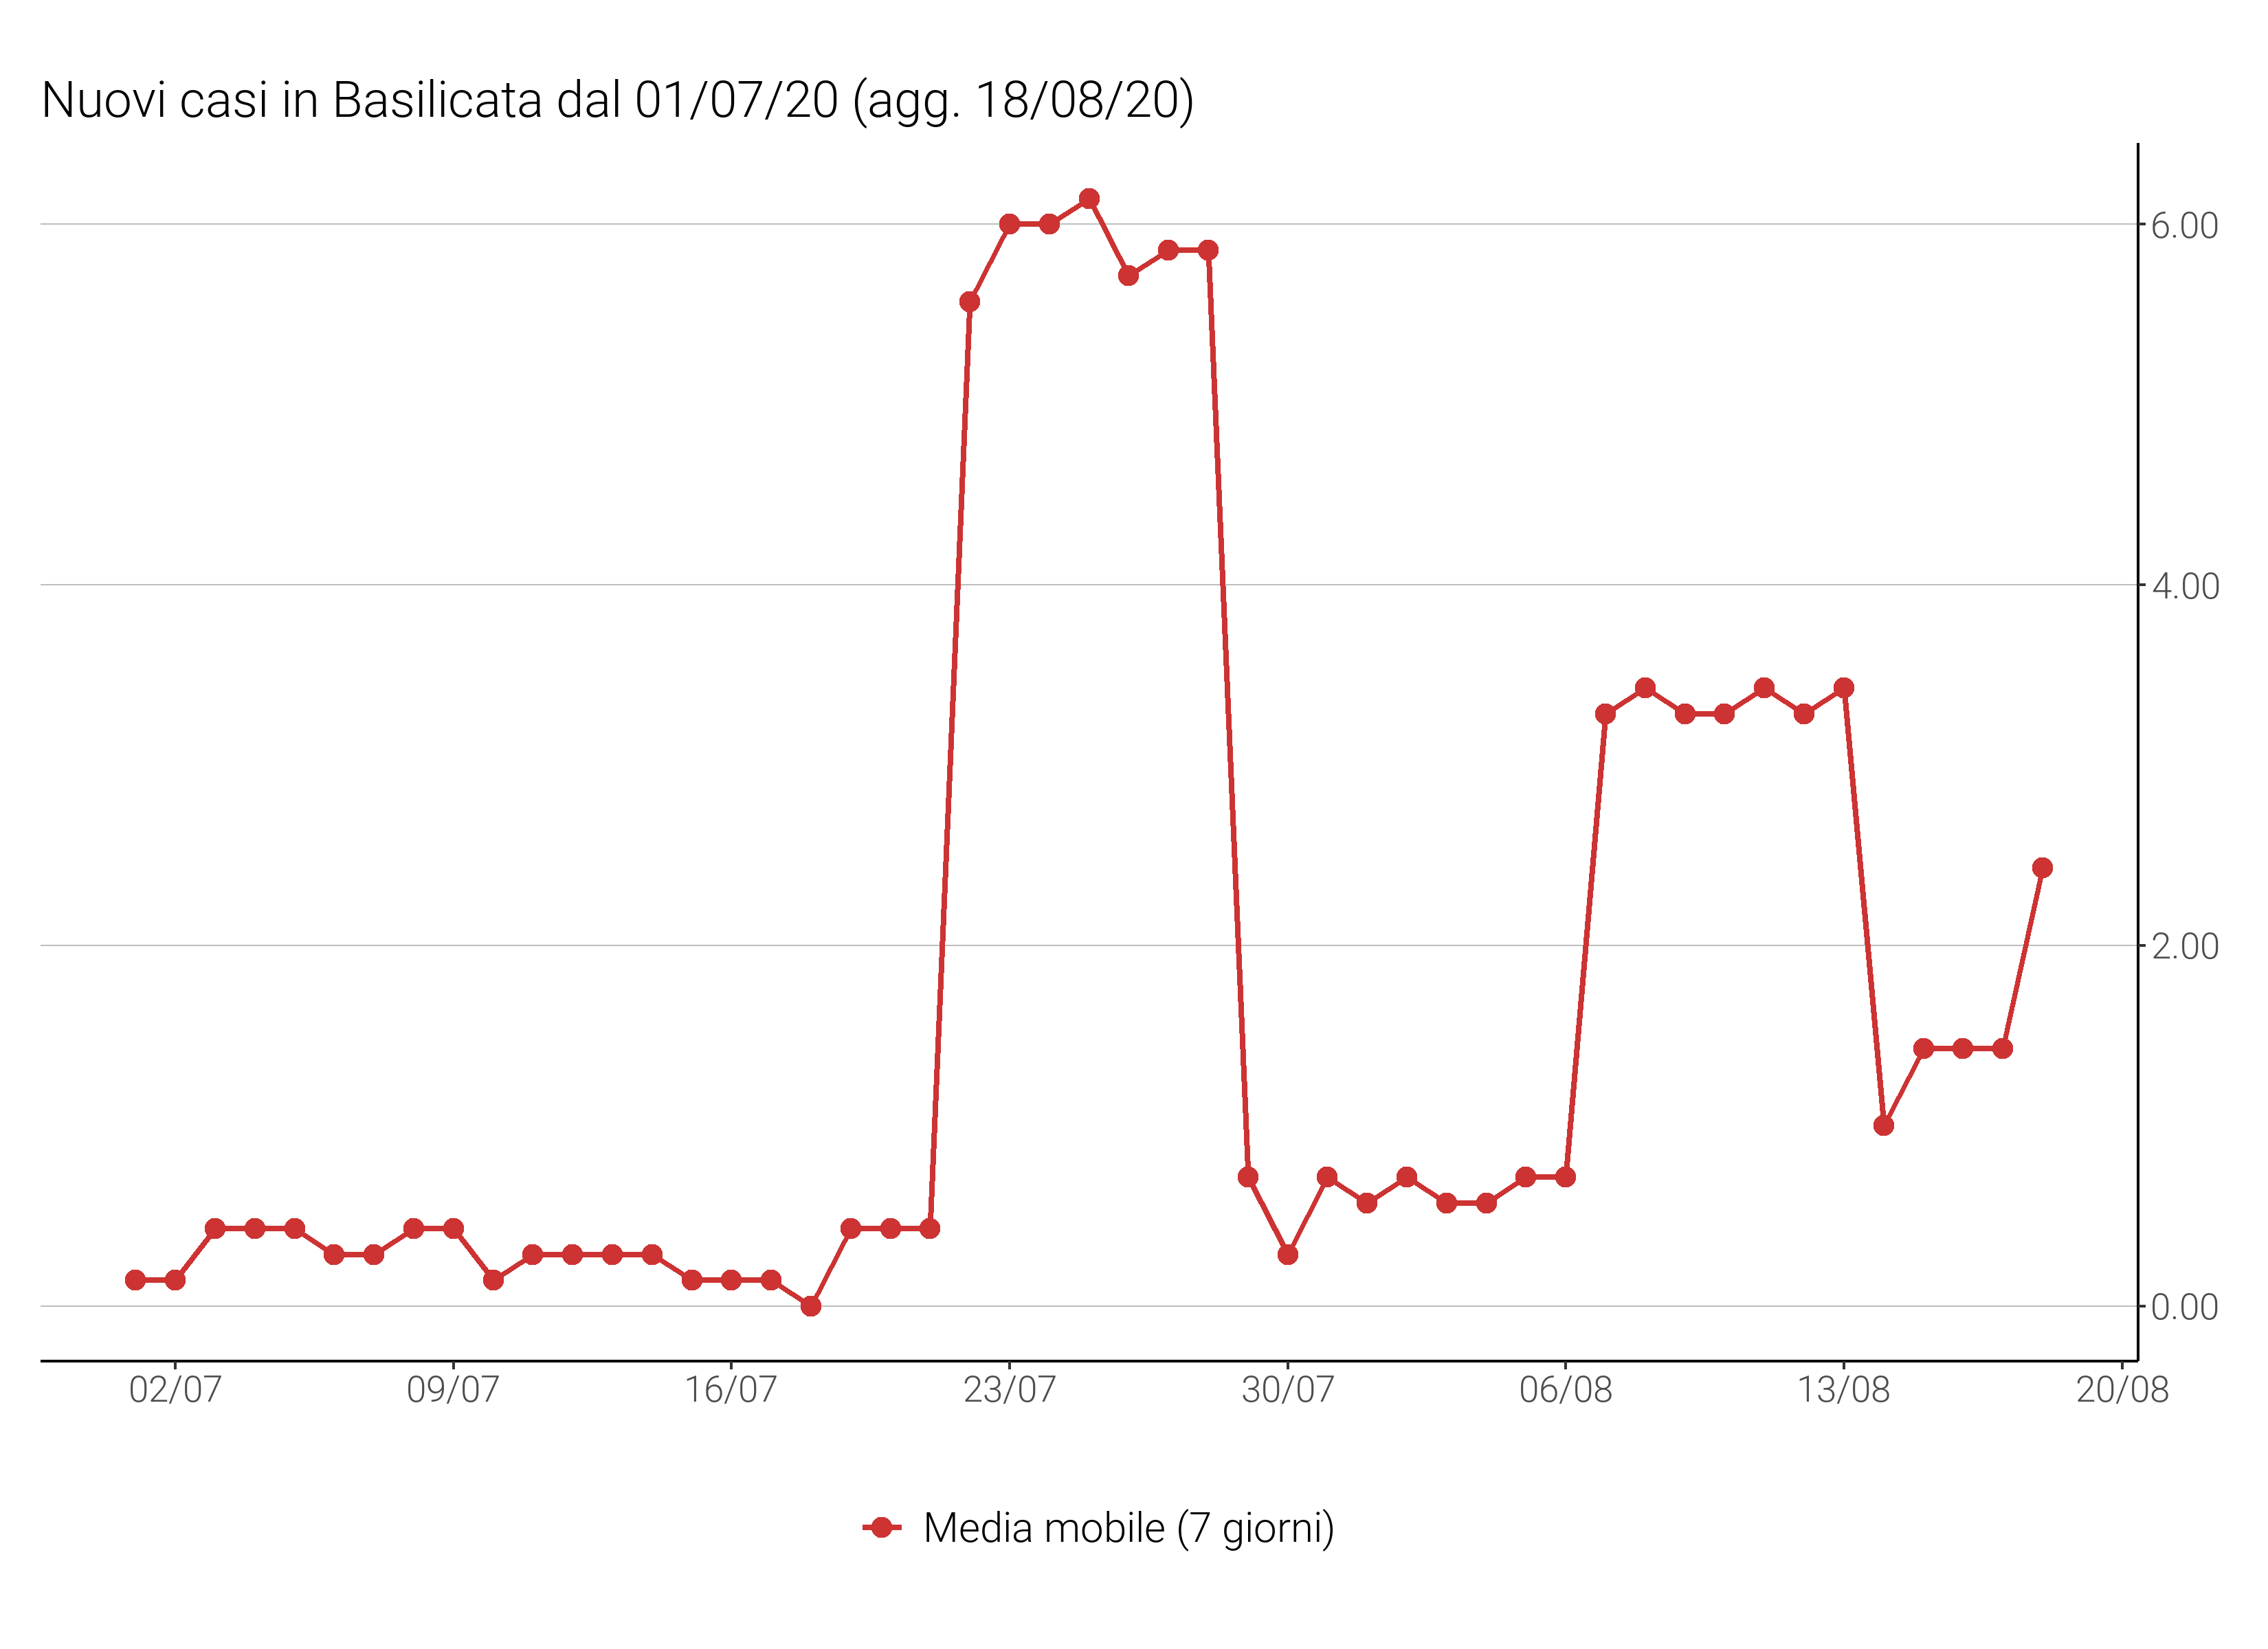 Nuovi casi in Basilicata dal 01/07/20 (agg. 18/08/20)
6.00
4.00
2.00
0.00
02/07 09/07 16/07 23/07 30/07 06/08 13/08 20/08
Media mobile (7 giorni)